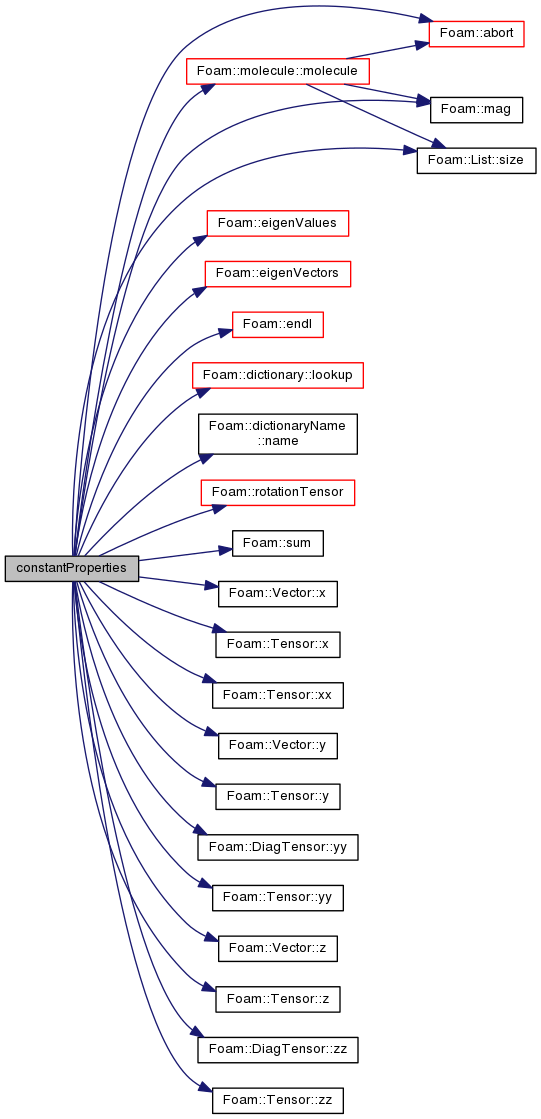 Foam::abort
Foam::molecule::molecule
Foam::mag
Foam::List::size
Foam::eigenValues
Foam::eigenVectors
Foam::endl
Foam::dictionary::lookup
Foam::dictionaryName
::name
Foam::rotationTensor
Foam::sum
constantProperties
Foam::Vector::x
Foam::Tensor::x
Foam::Tensor::xx
Foam::Vector::y
Foam::Tensor::y
Foam::DiagTensor::yy
Foam::Tensor::yy
Foam::Vector::z
Foam::Tensor::z
Foam::DiagTensor::zz
Foam::Tensor::zz